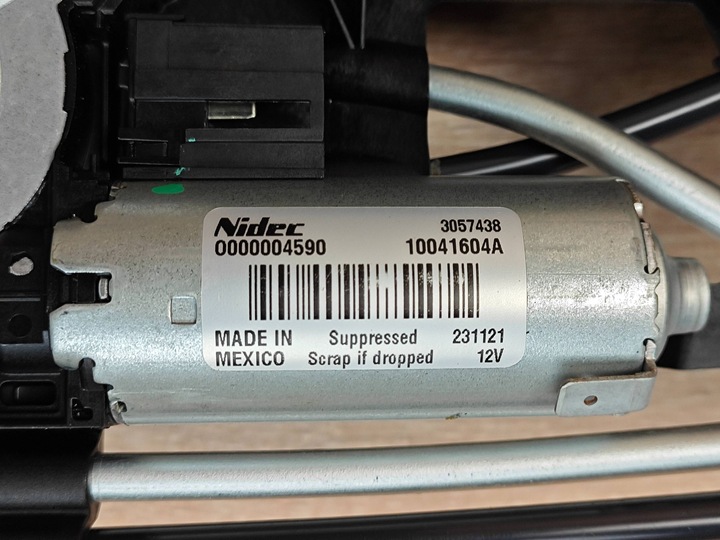 Nidec 3057438
0000004590 10041604A
MADE IN Suppressed 231121
MEXICO Scrap if dropped 12V